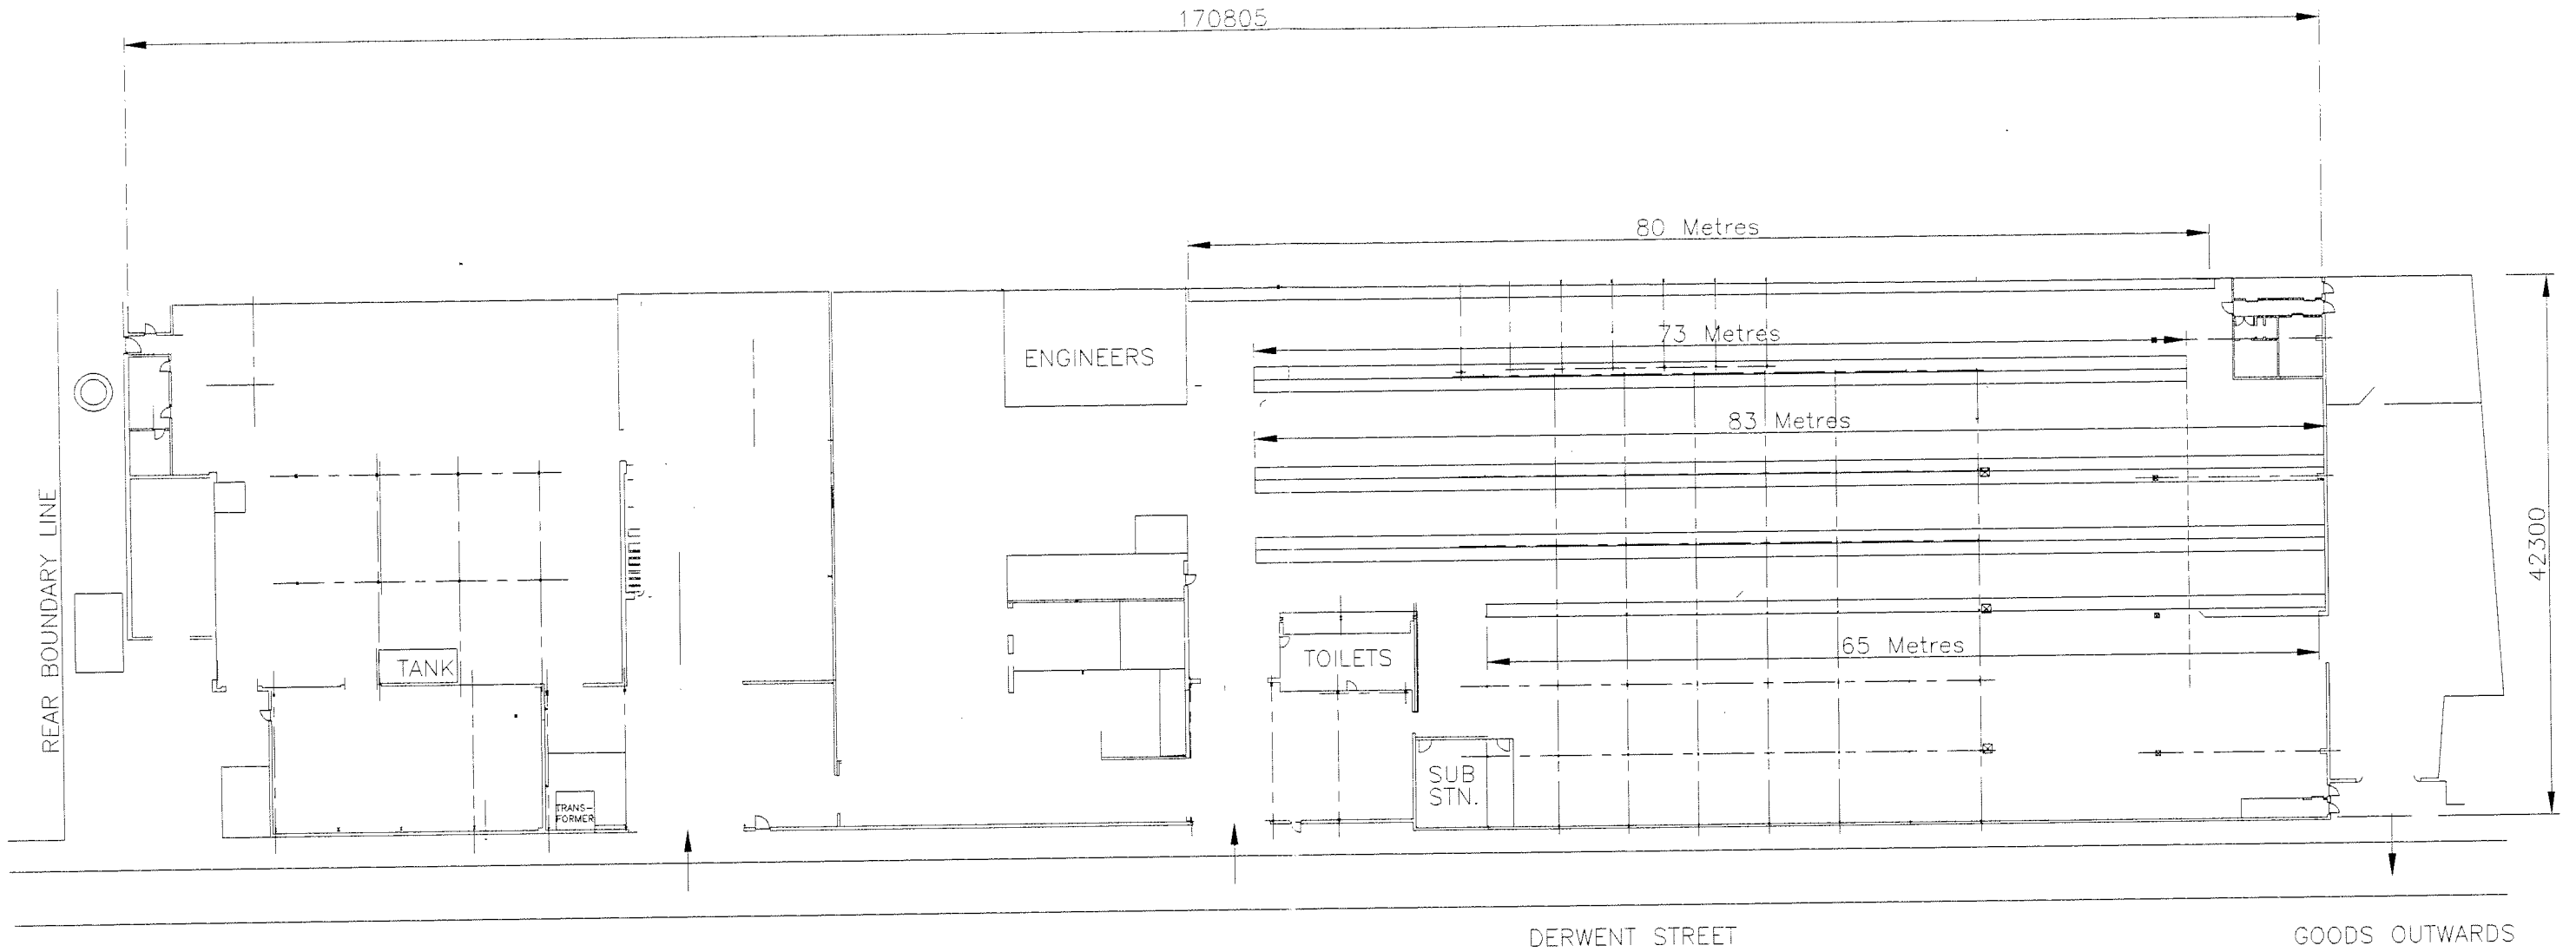 170805
80 Metres
73 Metres
ENGINEERS
83 Metres
REAR BOUNDARY LINE
42300
TANK
TOILETS
65 Metres
SUB
STN.
TRANS-
FORMER
DERWENT STREET
GOODS OUTWARDS